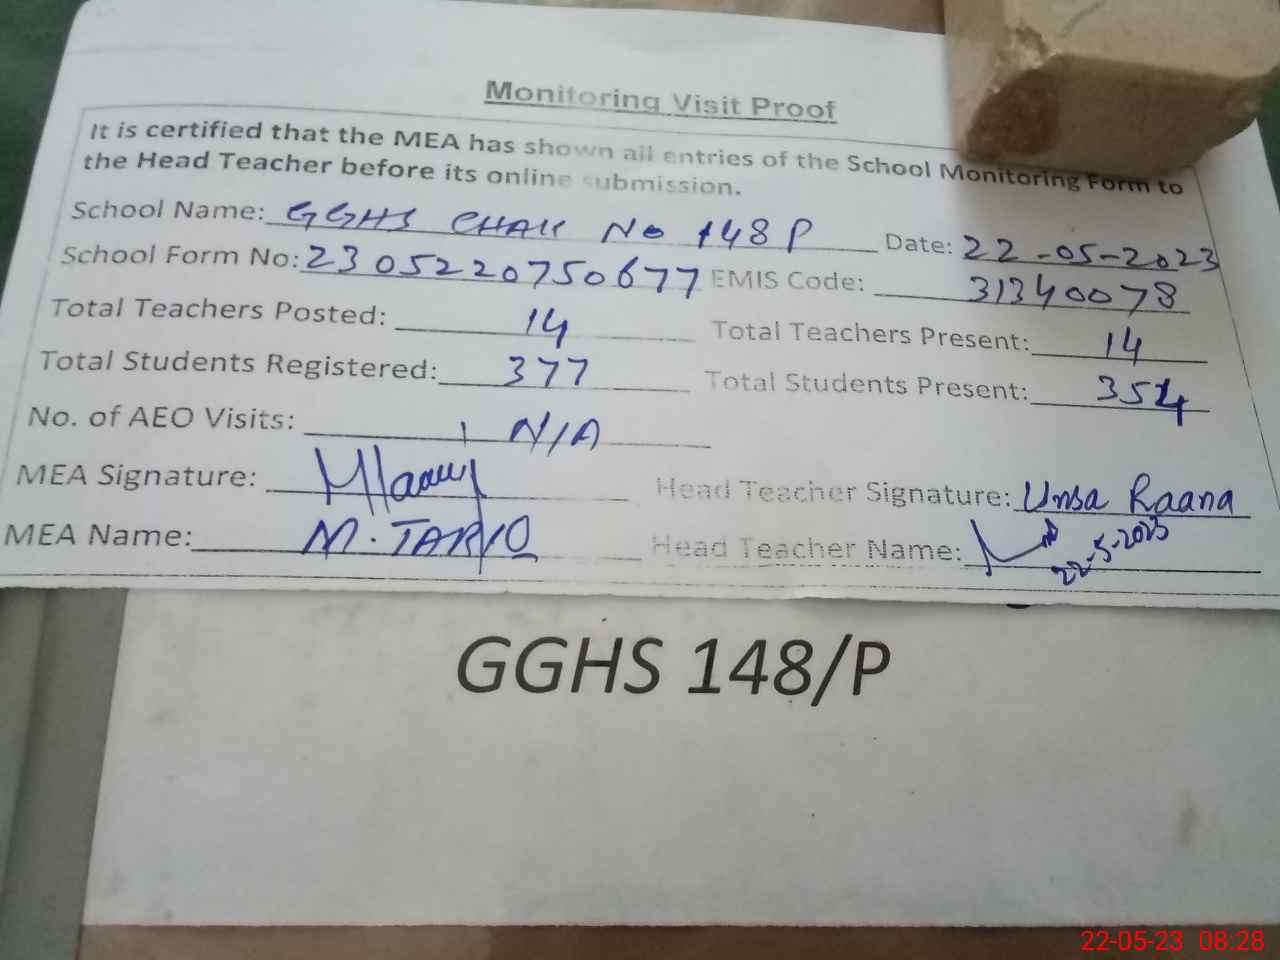 Monitoring Visit Proof
It is certified that the MEA has shown all entries of the School Monitoring Form to
the Head Teacher before its online submission.
School Name: GGHS CHAK No 148 P Date: 22-05-2023
School Form No: 2305220750677 EMIS Code: 31340078
Total Teachers Posted: 14 Total Teachers Present: 14
Total Students Registered: 377 Total Students Present: 354
No. of AEO Visits: N/A
MEA Signature: Head Teacher Signature: Unsa Raana
MEA Name: M. TARIQ Head Teacher Name:
22-5-2023
GGHS 148/P
22-05-23 08:28